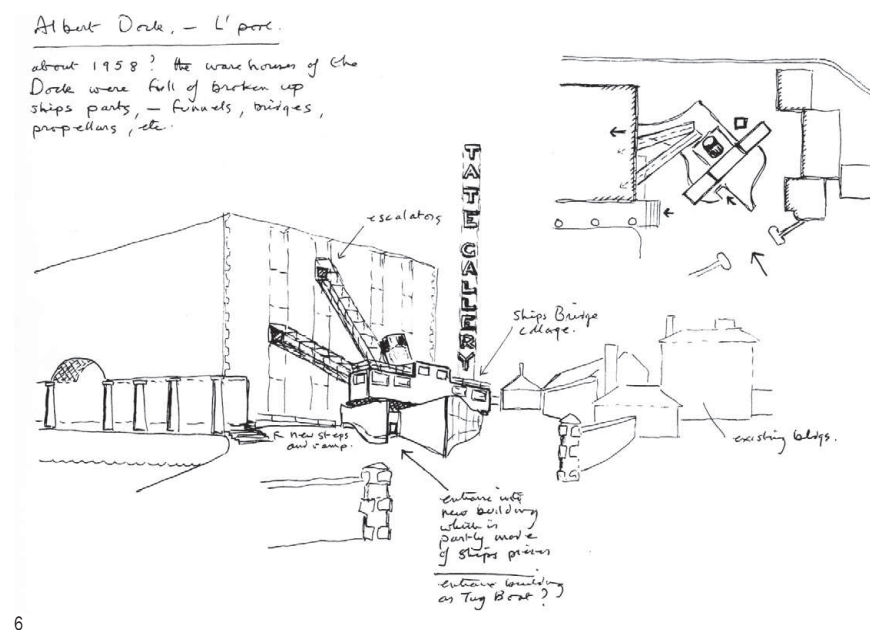 Albert Dock, – L'pool.
about 1958? the warehouses of the
Dock were full of broken up
ships parts, – funnels, bridges,
propellars, etc.
TATE GALLERY
escalators
Ships Bridge
collage.
new steps
and ramp.
existing bldgs.
entrance into
new building
which is
partly made
of ships pieces
entrance building
as Tug Boat?
6